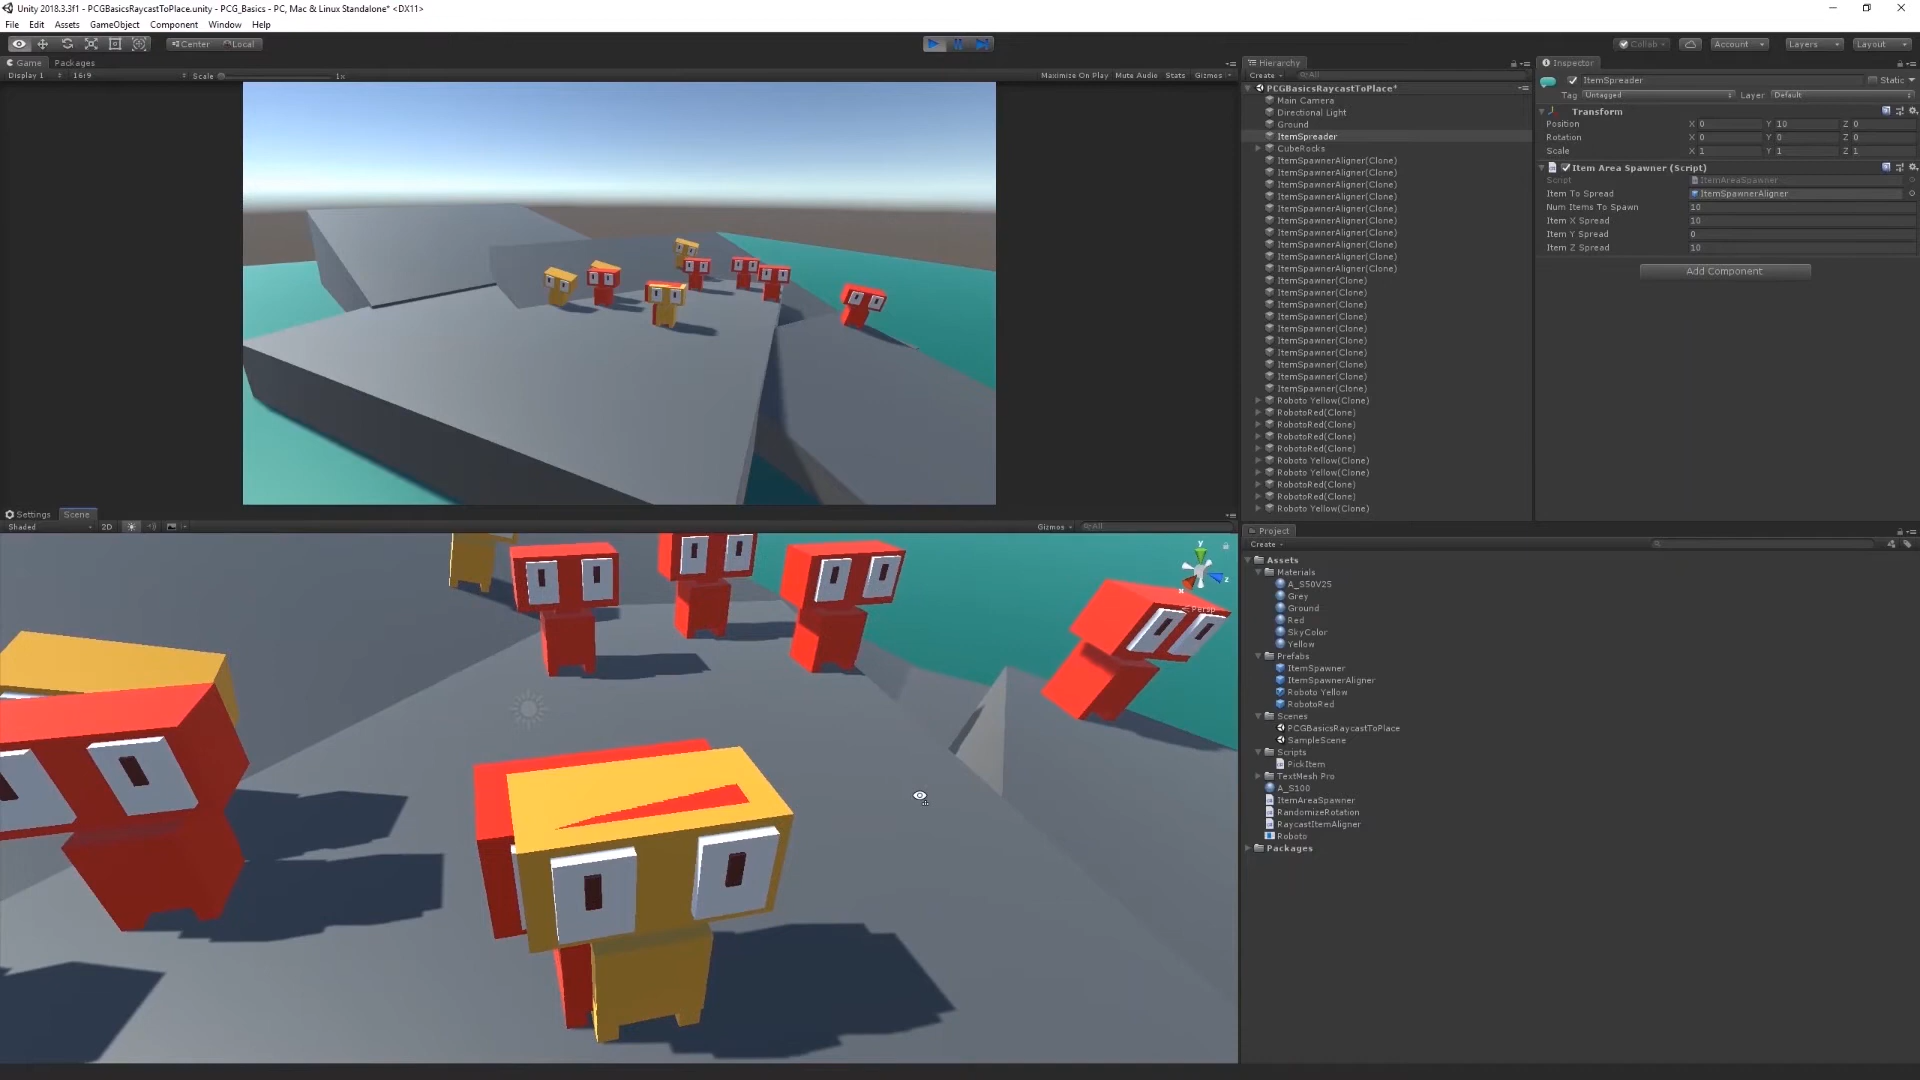 Unity 2018.3.3f1 - PCGBasicsRaycastToPlace.unity - PCG_Basics - PC, Mac & Linux Standalone* <DX11>
File Edit Assets GameObject Component Window Help
Center Local
Collab Account Layers Layout
Game Packages
Display 1 16:9 Scale 1x Maximize On Play Mute Audio Stats Gizmos
Settings Scene
Shaded 2D Gizmos All
y
x
z
Persp
Hierarchy
Create All
PCGBasicsRaycastToPlace*
Main Camera
Directional Light
Ground
ItemSpreader
CubeRocks
ItemSpawnerAligner(Clone)
ItemSpawnerAligner(Clone)
ItemSpawnerAligner(Clone)
ItemSpawnerAligner(Clone)
ItemSpawnerAligner(Clone)
ItemSpawnerAligner(Clone)
ItemSpawnerAligner(Clone)
ItemSpawnerAligner(Clone)
ItemSpawnerAligner(Clone)
ItemSpawnerAligner(Clone)
ItemSpawner(Clone)
ItemSpawner(Clone)
ItemSpawner(Clone)
ItemSpawner(Clone)
ItemSpawner(Clone)
ItemSpawner(Clone)
ItemSpawner(Clone)
ItemSpawner(Clone)
ItemSpawner(Clone)
ItemSpawner(Clone)
Roboto Yellow(Clone)
RobotoRed(Clone)
RobotoRed(Clone)
RobotoRed(Clone)
RobotoRed(Clone)
Roboto Yellow(Clone)
Roboto Yellow(Clone)
RobotoRed(Clone)
RobotoRed(Clone)
Roboto Yellow(Clone)
Inspector
ItemSpreader Static
Tag Untagged Layer Default
Transform
Position X 0 Y 10 Z 0
Rotation X 0 Y 0 Z 0
Scale X 1 Y 1 Z 1
Item Area Spawner (Script)
Script ItemAreaSpawner
Item To Spread ItemSpawnerAligner
Num Items To Spawn 10
Item X Spread 10
Item Y Spread 0
Item Z Spread 10
Add Component
Project
Create
Assets
Materials
A_S50V25
Grey
Ground
Red
SkyColor
Yellow
Prefabs
ItemSpawner
ItemSpawnerAligner
Roboto Yellow
RobotoRed
Scenes
PCGBasicsRaycastToPlace
SampleScene
Scripts
PickItem
TextMesh Pro
A_S100
ItemAreaSpawner
RandomizeRotation
RaycastItemAligner
Roboto
Packages